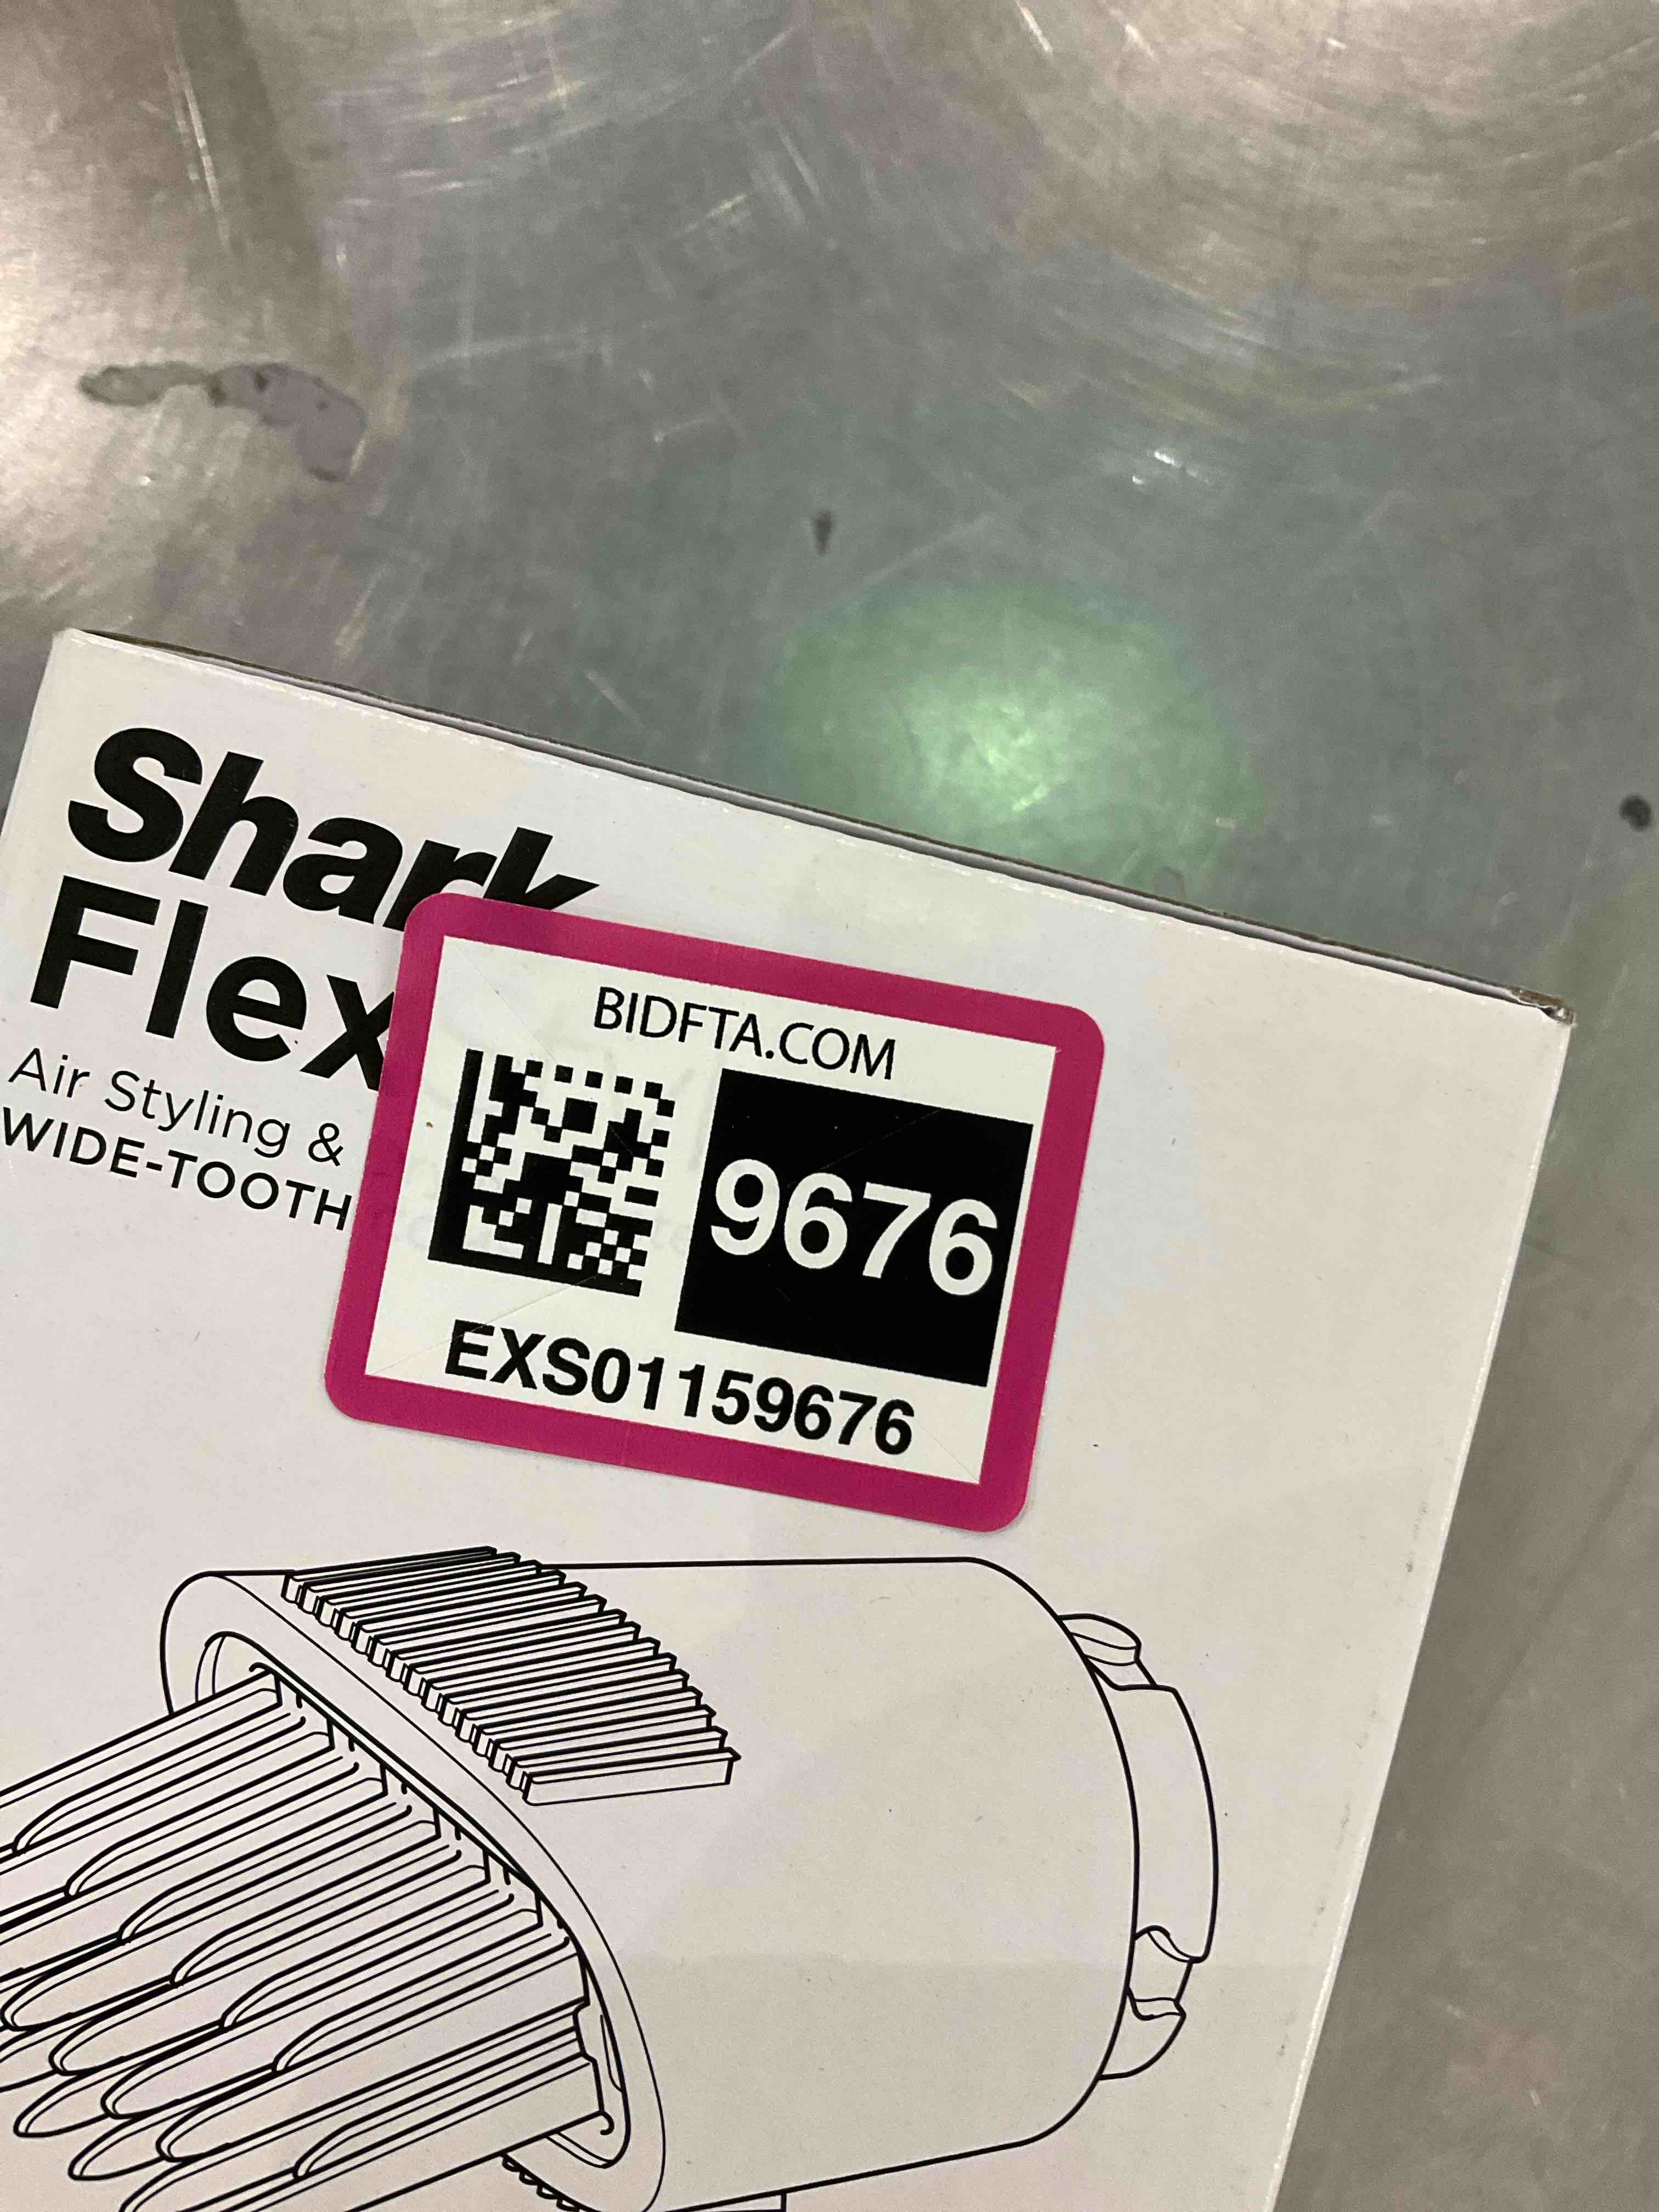 Shark
Flex
Air Styling &
WIDE-TOOTH
BIDFTA.COM
9676
EXS01159676